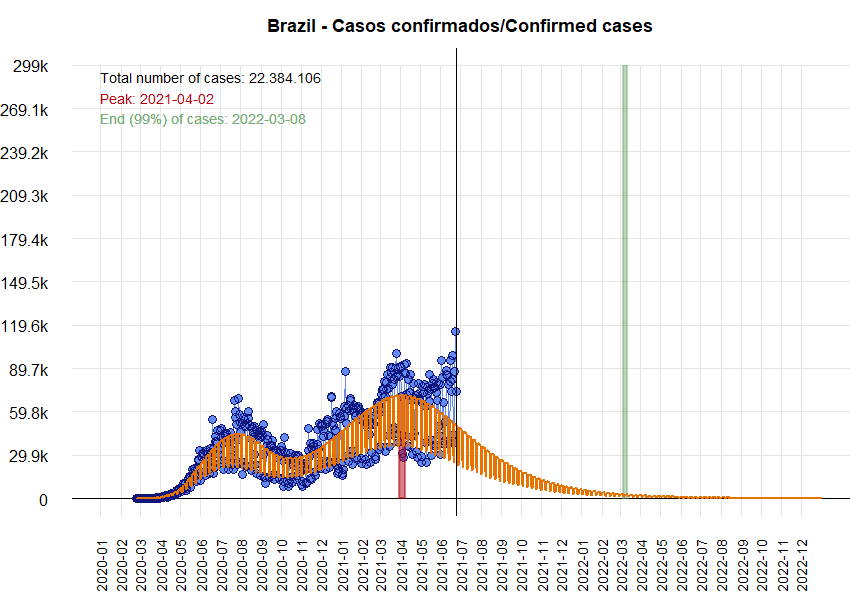 Brazil - Casos confirmados/Confirmed cases
299k
Total number of cases: 22.384.106
Peak: 2021-04-02
269.1k
End (99%) of cases: 2022-03-08
239.2k
209.3k
179.4k
149.5k
119.6k
89.7k
59.8k
29.9k
0
2020-01
2020-02
2020-03
2020-04
2020-05
2020-06
2020-07
2020-08
2020-09
2020-10
2020-11
2020-12
2021-01
2021-02
2021-03
2021-04
2021-05
2021-06
2021-07
2021-08
2021-09
2021-10
2021-11
2021-12
2022-01
2022-02
2022-03
2022-04
2022-05
2022-06
2022-07
2022-08
2022-09
2022-10
2022-11
2022-12